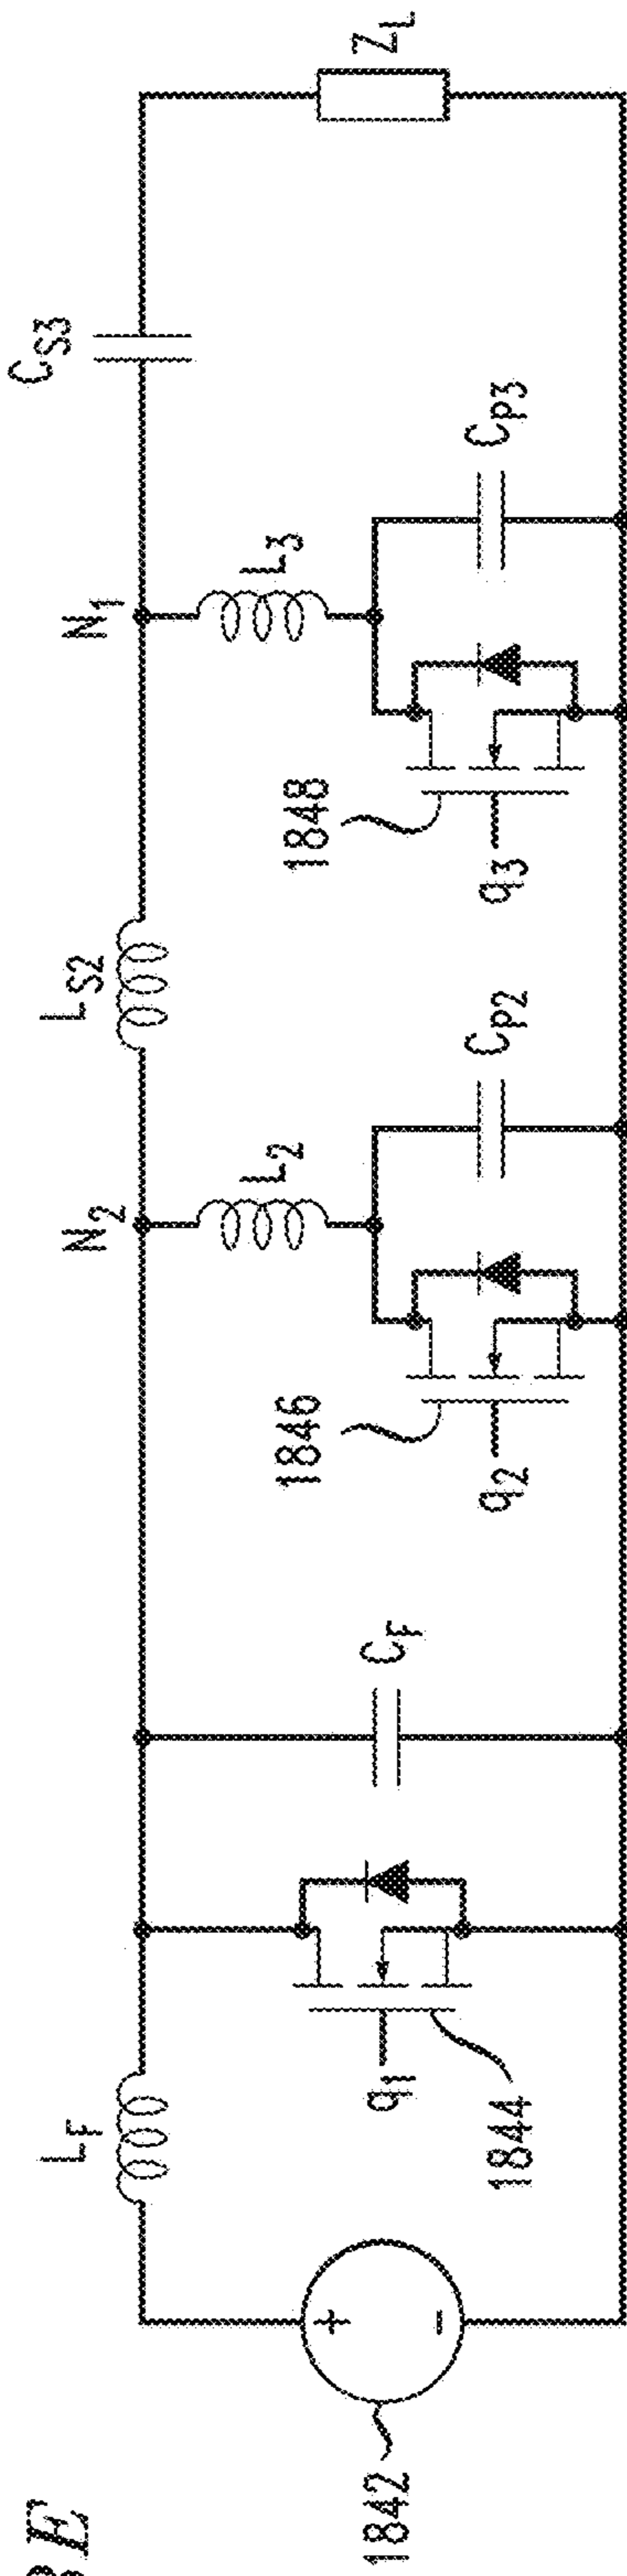 1842
+
-
L_F
q_1
1844
C_F
N_2
L_2
1846
q_2
C_P2
L_S2
N_1
L_3
1848
q_3
C_P3
C_S3
Z_L